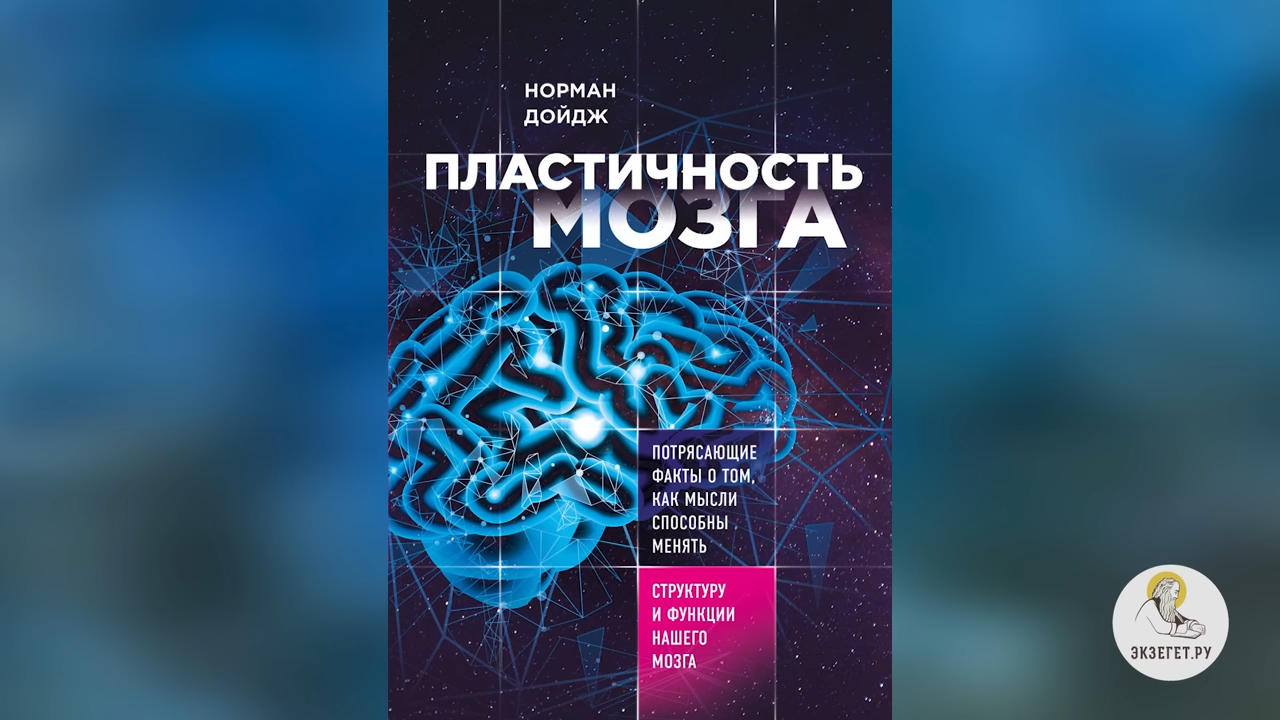 НОРМАН
ДОЙДЖ
ПЛАСТИЧНОСТЬ
МОЗГА
ПОТРЯСАЮЩИЕ
ФАКТЫ О ТОМ,
КАК МЫСЛИ
СПОСОБНЫ
МЕНЯТЬ
СТРУКТУРУ
И ФУНКЦИИ
НАШЕГО
МОЗГА
ЭКЗЕГЕТ.РУ